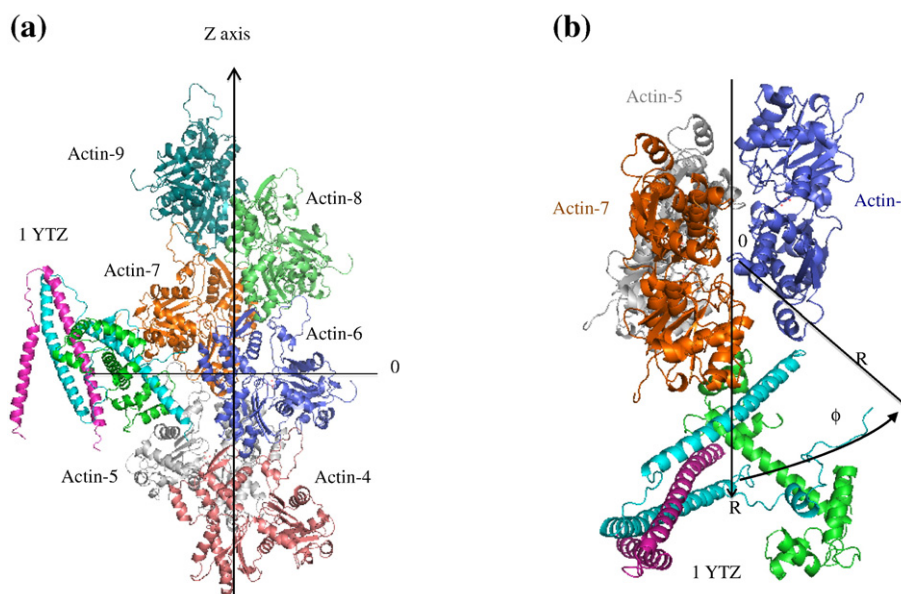 (a)
Z axis
Actin-9
Actin-8
1 YTZ
Actin-7
Actin-6
0
Actin-5
Actin-4
(b)
Actin-5
Actin-7
Actin-
0
R
ϕ
R
1 YTZ